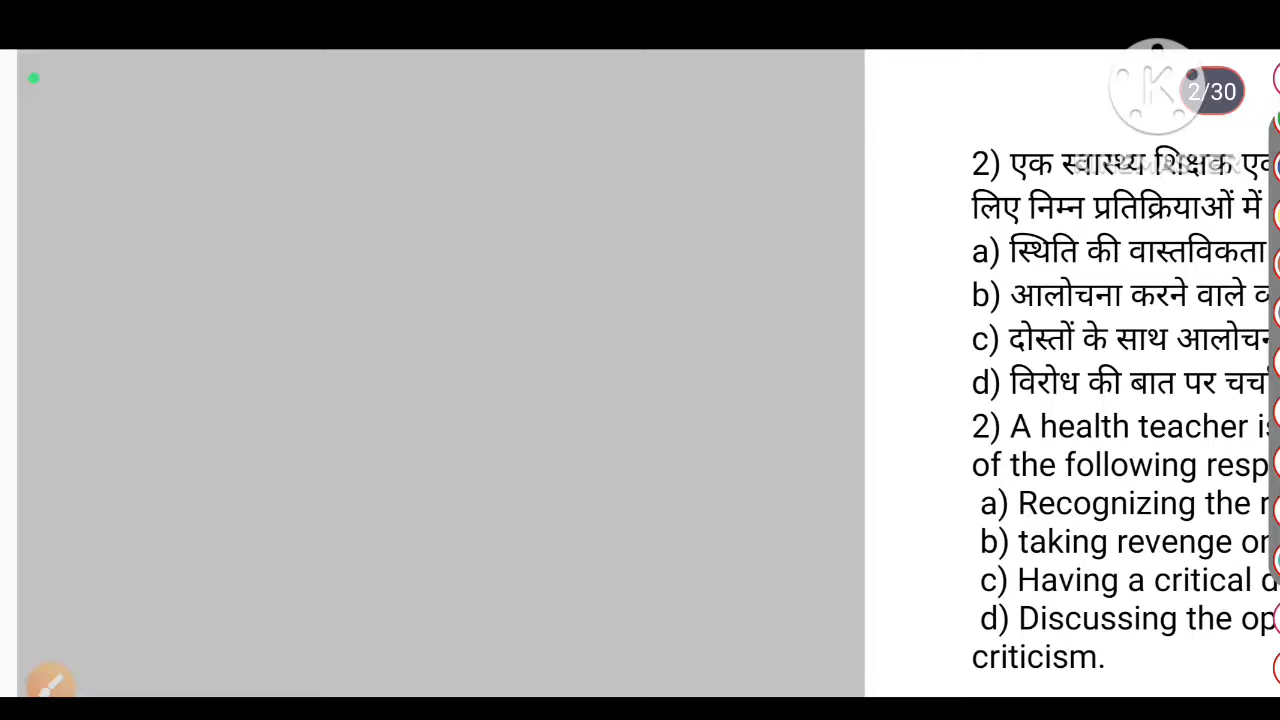 2/30
2) एक स्वास्थ्य शिक्षक
लिए निम्न प्रतिक्रियाओं में
a) स्थिति की वास्तविकता
b) आलोचना करने वाले
c) दोस्तों के साथ
d) विरोध की बात पर
2) A health teacher
of the following
a) Recognizing the
b) taking revenge
c) Having a critical
d) Discussing the
criticism.